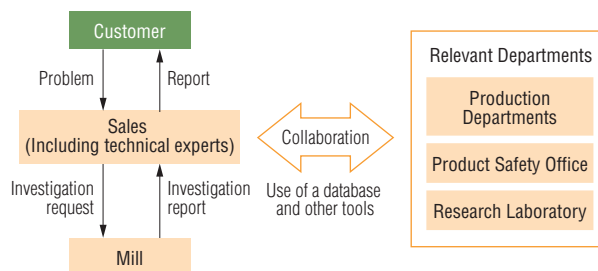 Customer
Problem
Report
Sales
(Including technical experts)
Investigation
request
Investigation
report
Mill
Collaboration
Use of a database
and other tools
Relevant Departments
Production
Departments
Product Safety Office
Research Laboratory